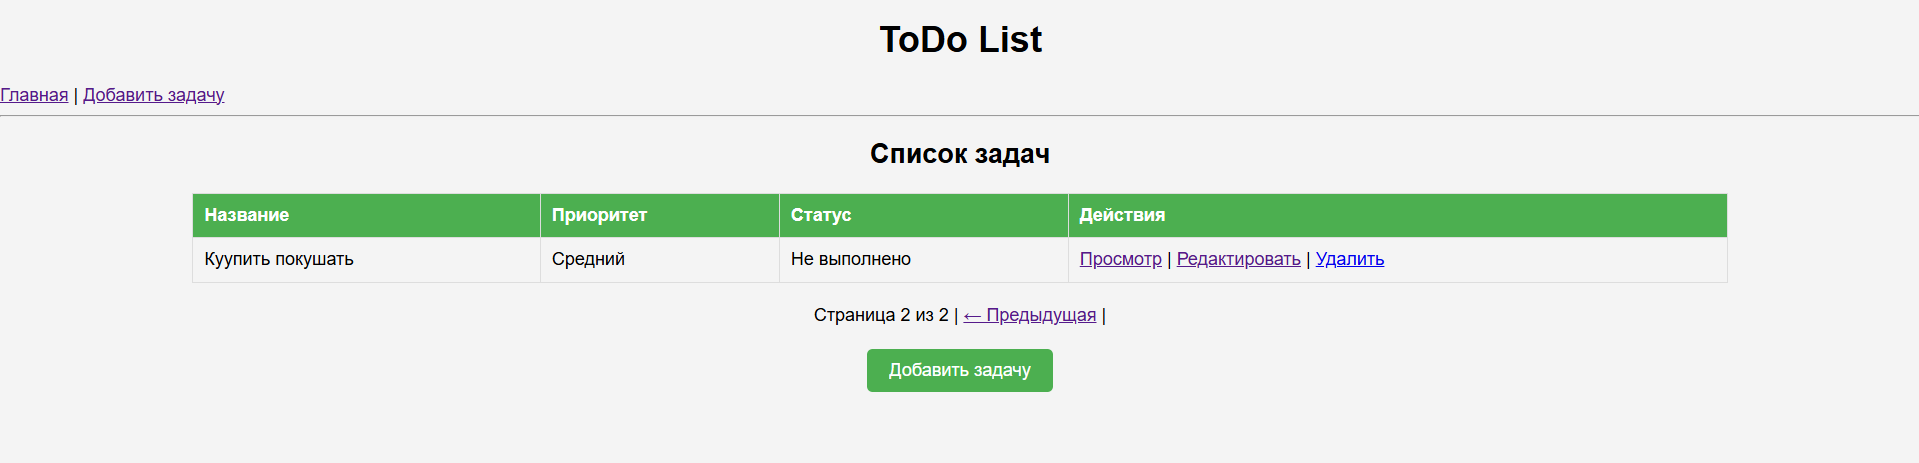 ToDo List
Главная | Добавить задачу
Список задач
Название Приоритет Статус Действия
Куупить покушать Средний Не выполнено Просмотр | Редактировать | Удалить
Страница 2 из 2 | ← Предыдущая |
Добавить задачу